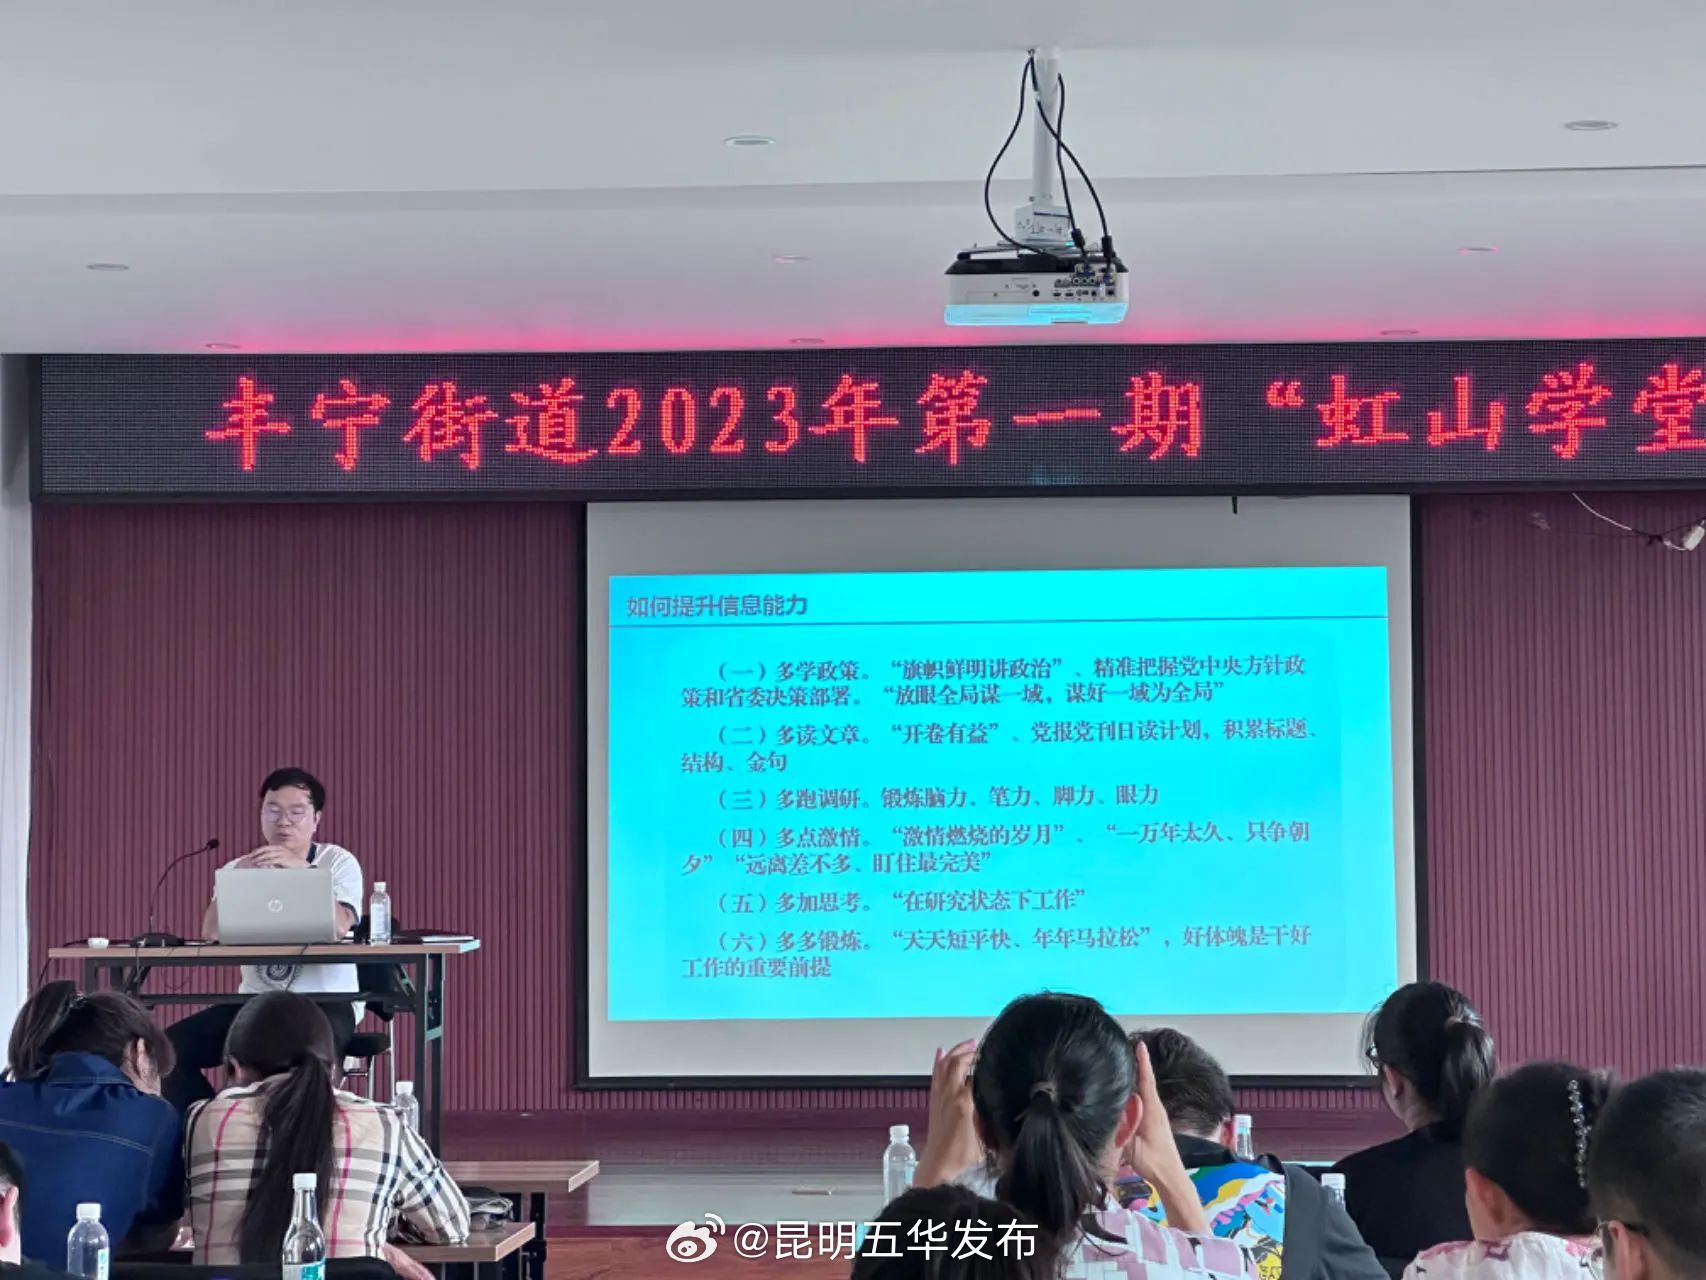 丰宁街道2023年第一期“虹山学堂
如何提升信息能力
（一）多学政策。“旗帜鲜明讲政治”、精准把握党中央方针政
策和省委决策部署。“放眼全局谋一域，谋好一域为全局”
（二）多读文章。“开卷有益”、党报党刊日读计划，积累标题、
结构、金句
（三）多跑调研。锻炼脑力、笔力、脚力、眼力
（四）多点激情。“激情燃烧的岁月”、“一万年太久、只争朝
夕”“远离差不多、盯住最完美”
（五）多加思考。“在研究状态下工作”
（六）多多锻炼。“天天短平快、年年马拉松”，好体魄是干好
工作的重要前提
hp
@昆明五华发布